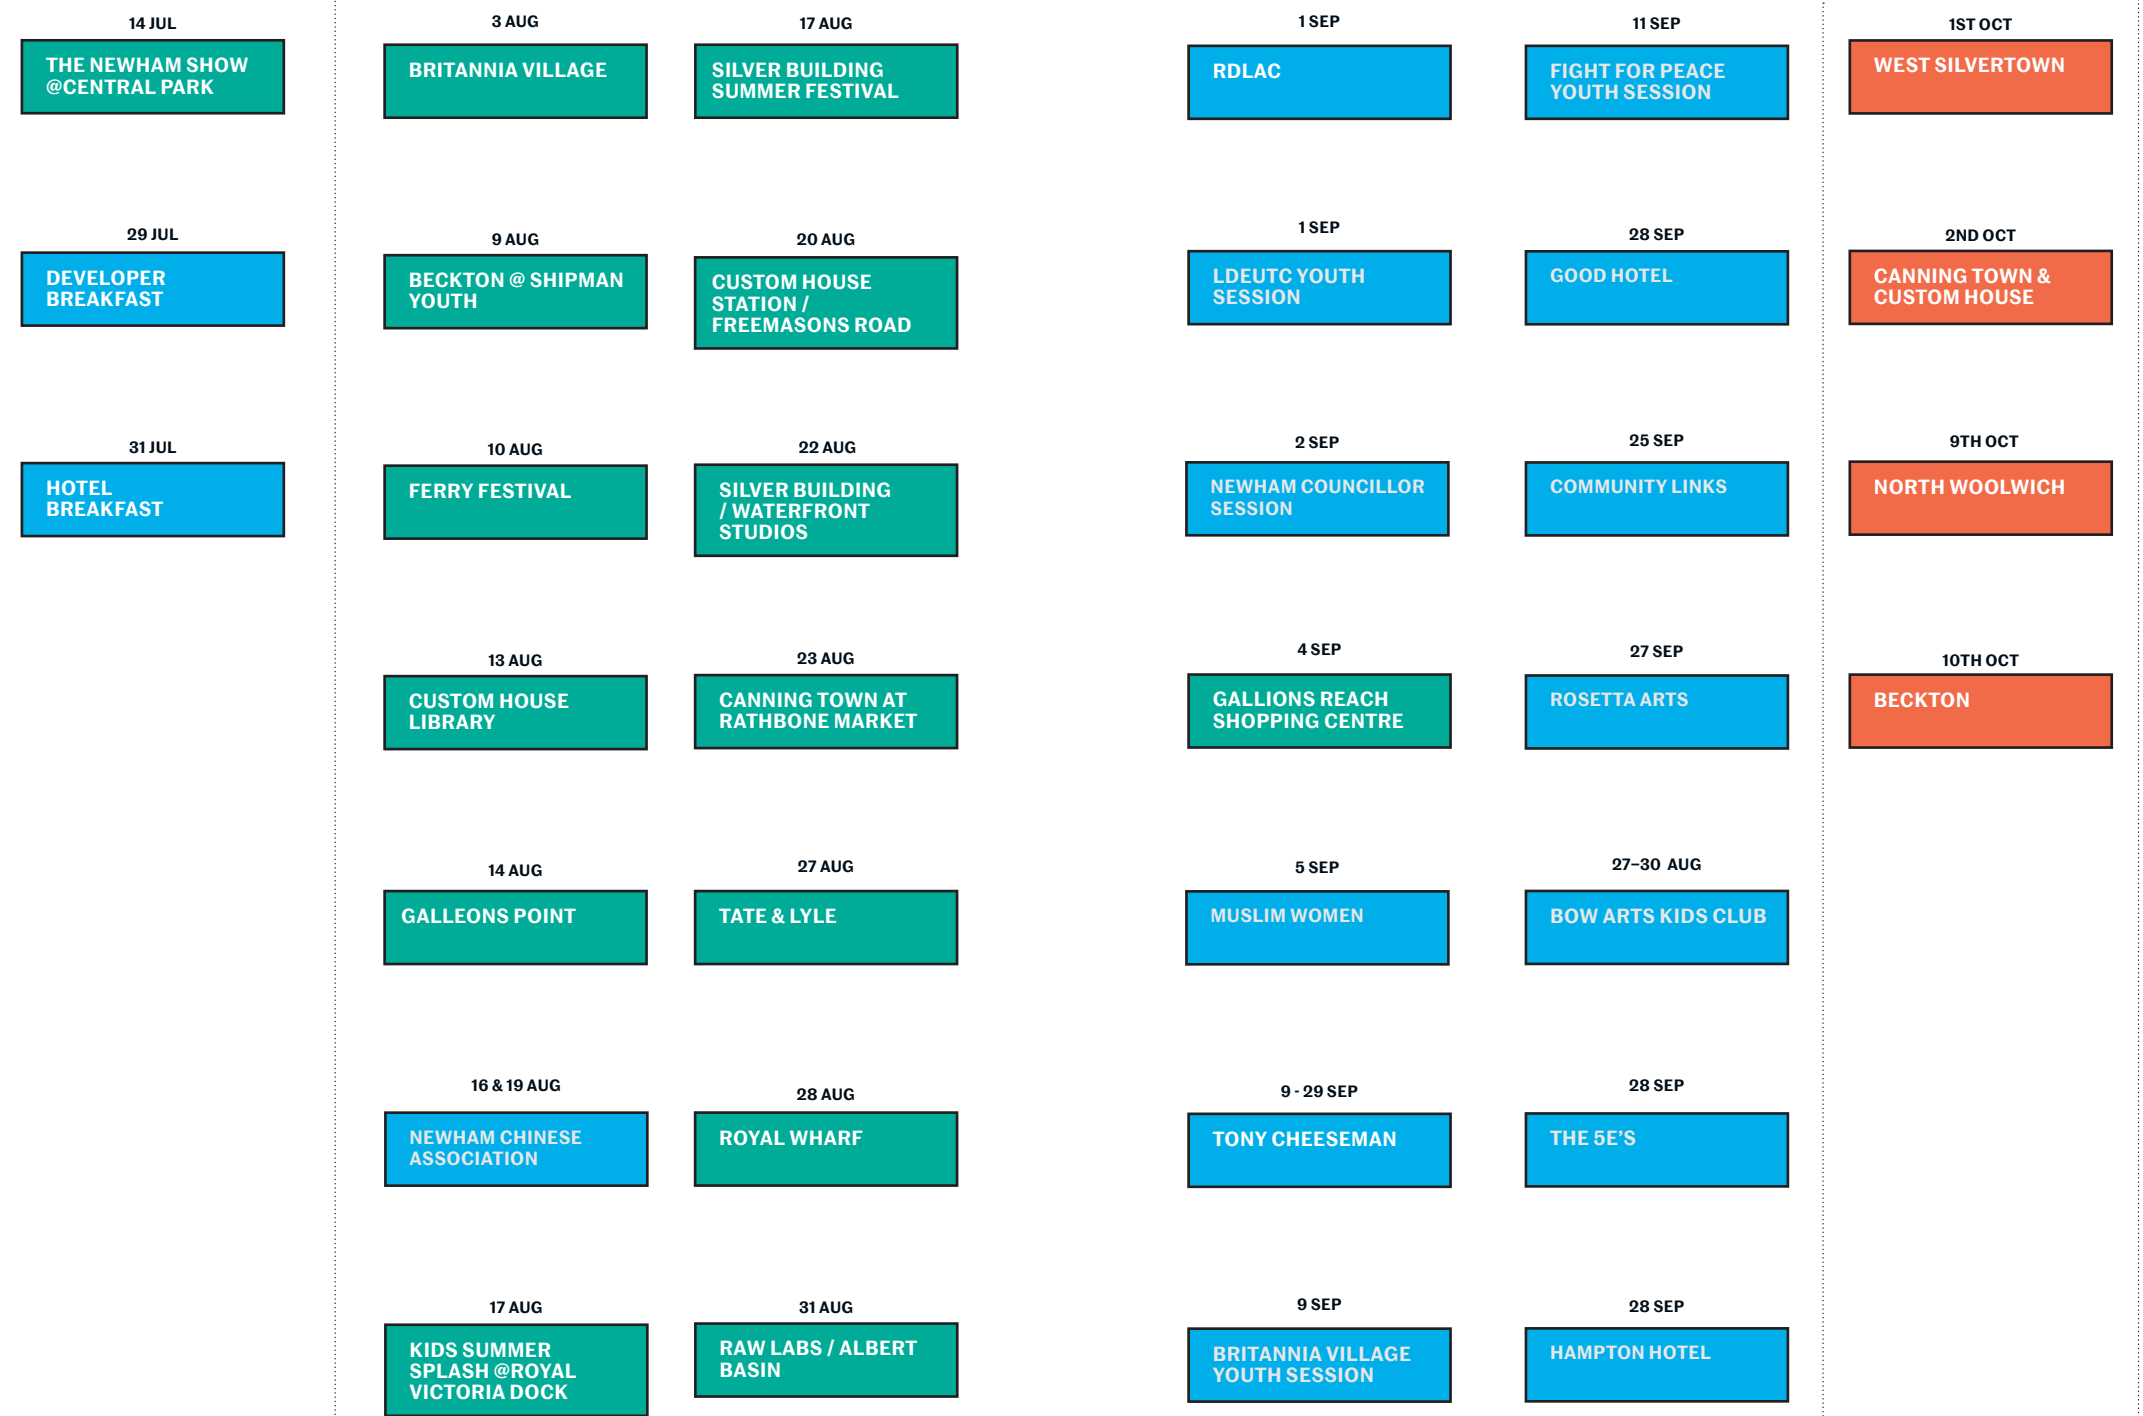 14 JUL
THE NEWHAM SHOW
@CENTRAL PARK
29 JUL
DEVELOPER
BREAKFAST
31 JUL
HOTEL
BREAKFAST
3 AUG
BRITANNIA VILLAGE
9 AUG
BECKTON @ SHIPMAN
YOUTH
10 AUG
FERRY FESTIVAL
13 AUG
CUSTOM HOUSE
LIBRARY
14 AUG
GALLEONS POINT
16 & 19 AUG
NEWHAM CHINESE
ASSOCIATION
17 AUG
KIDS SUMMER
SPLASH @ROYAL
VICTORIA DOCK
17 AUG
SILVER BUILDING
SUMMER FESTIVAL
20 AUG
CUSTOM HOUSE
STATION /
FREEMASONS ROAD
22 AUG
SILVER BUILDING
/ WATERFRONT
STUDIOS
23 AUG
CANNING TOWN AT
RATHBONE MARKET
27 AUG
TATE & LYLE
28 AUG
ROYAL WHARF
31 AUG
RAW LABS / ALBERT
BASIN
1 SEP
RDLAC
1 SEP
LDEUTC YOUTH
SESSION
2 SEP
NEWHAM COUNCILLOR
SESSION
4 SEP
GALLIONS REACH
SHOPPING CENTRE
5 SEP
MUSLIM WOMEN
9 - 29 SEP
TONY CHEESEMAN
9 SEP
BRITANNIA VILLAGE
YOUTH SESSION
11 SEP
FIGHT FOR PEACE
YOUTH SESSION
28 SEP
GOOD HOTEL
25 SEP
COMMUNITY LINKS
27 SEP
ROSETTA ARTS
27–30 AUG
BOW ARTS KIDS CLUB
28 SEP
THE 5E'S
28 SEP
HAMPTON HOTEL
1ST OCT
WEST SILVERTOWN
2ND OCT
CANNING TOWN &
CUSTOM HOUSE
9TH OCT
NORTH WOOLWICH
10TH OCT
BECKTON